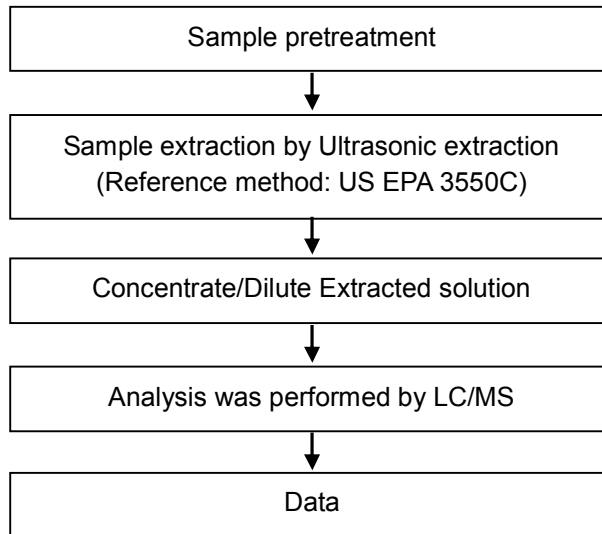 Sample pretreatment
Sample extraction by Ultrasonic extraction
(Reference method: US EPA 3550C)
Concentrate/Dilute Extracted solution
Analysis was performed by LC/MS
Data